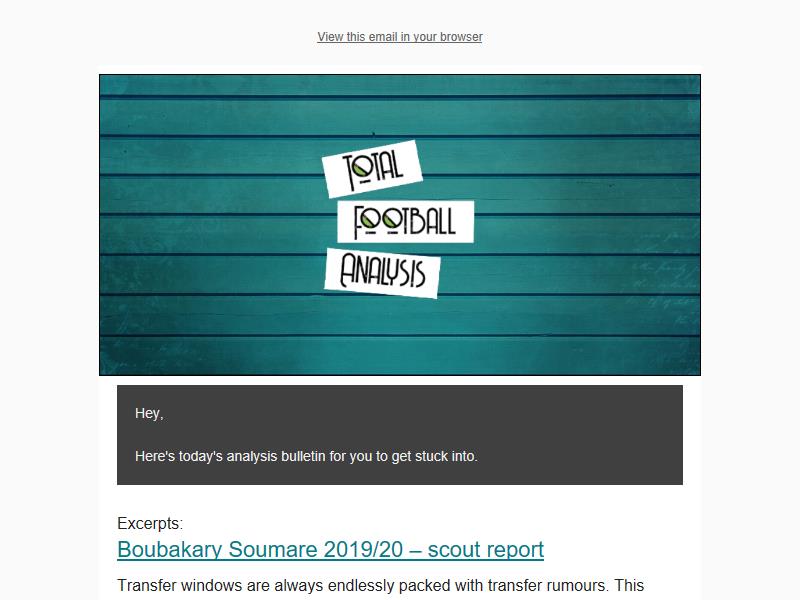 View this email in your browser
TOTAL
FOOTBALL
ANALYSIS
Hey,
Here's today's analysis bulletin for you to get stuck into.
Excerpts:
Boubakary Soumare 2019/20 – scout report
Transfer windows are always endlessly packed with transfer rumours. This